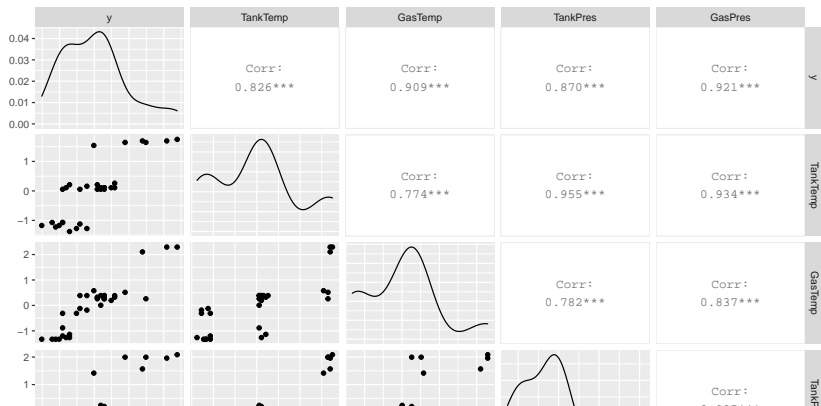 y TankTemp GasTemp TankPres GasPres
0.04
0.03
0.02
0.01
0.00
Corr:
0.826***
Corr:
0.909***
Corr:
0.870***
Corr:
0.921***
y
1
0
−1
Corr:
0.774***
Corr:
0.955***
Corr:
0.934***
TankTemp
2
1
0
−1
Corr:
0.782***
Corr:
0.837***
GasTemp
2
1
Corr: